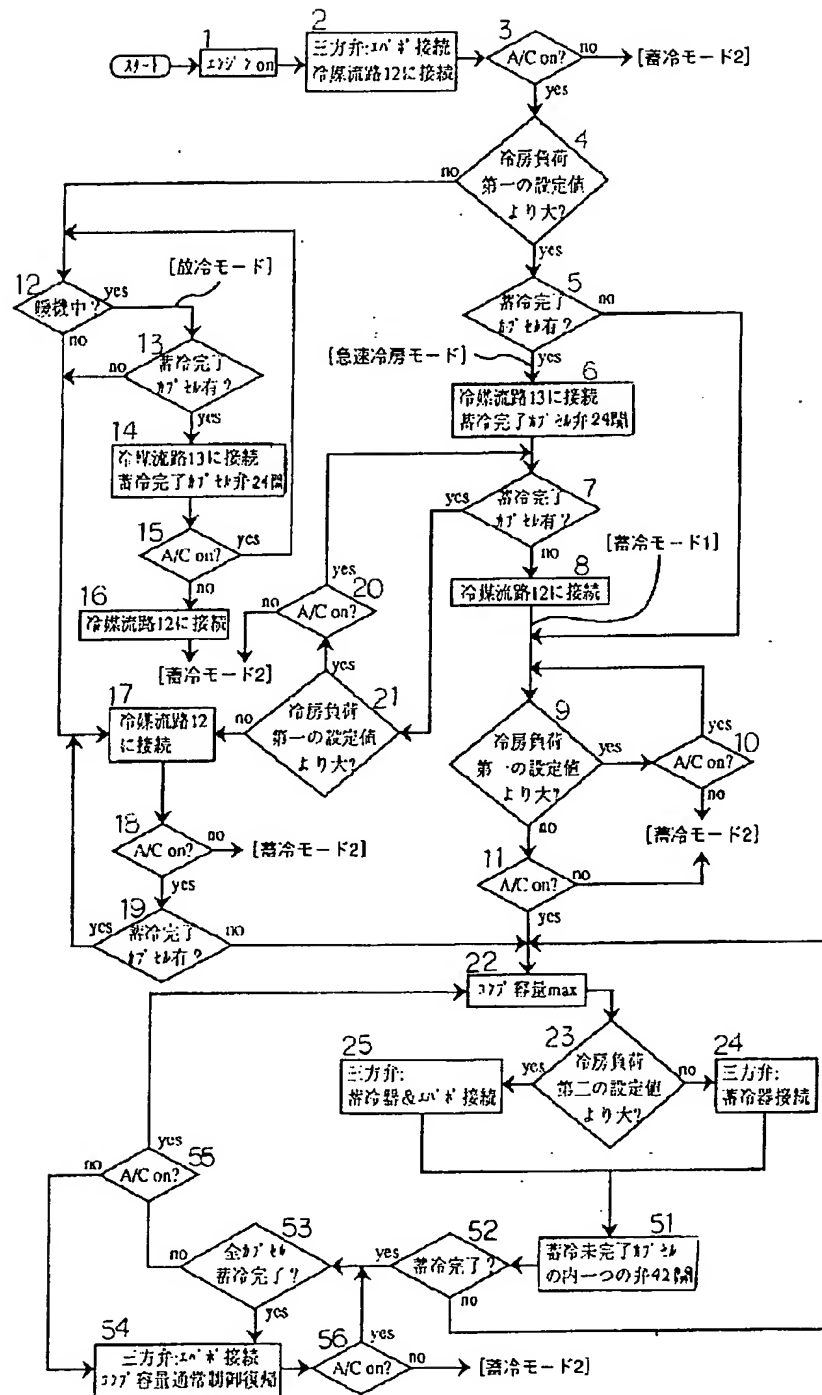 スタート
1
エンジンon
2
三方弁:エバポ接続
冷媒流路12に接続
3
A/C on?
no
[蓄冷モード2]
yes
4
冷房負荷
第一の設定値
より大?
no
yes
12
暖機中?
yes
[放冷モード]
no
13
蓄冷完了
カプセル有?
no
yes
14
冷媒流路13に接続
蓄冷完了カプセル弁24開
15
A/C on?
yes
no
16
冷媒流路12に接続
[蓄冷モード2]
5
蓄冷完了
カプセル有?
no
[急速冷房モード]
yes
6
冷媒流路13に接続
蓄冷完了カプセル弁24開
7
蓄冷完了
カプセル有?
yes
no
[蓄冷モード1]
8
冷媒流路12に接続
20
A/C on?
yes
no
yes
21
冷房負荷
第一の設定値
より大?
no
17
冷媒流路12
に接続
18
A/C on?
no
[蓄冷モード2]
yes
19
蓄冷完了
カプセル有?
yes
no
9
冷房負荷
第一の設定値
より大?
yes
no
10
A/C on?
yes
no
[蓄冷モード2]
11
A/C on?
no
yes
22
コンプ容量max
23
冷房負荷
第二の設定値
より大?
yes
no
25
三方弁:
蓄冷器&エバポ接続
24
三方弁:
蓄冷器接続
51
蓄冷未完了カプセル
の内一つの弁42開
52
蓄冷完了?
yes
no
53
全カプセル
蓄冷完了?
no
yes
55
A/C on?
yes
no
54
三方弁:エバポ接続
コンプ容量通常制御復帰
56
A/C on?
yes
no
[蓄冷モード2]